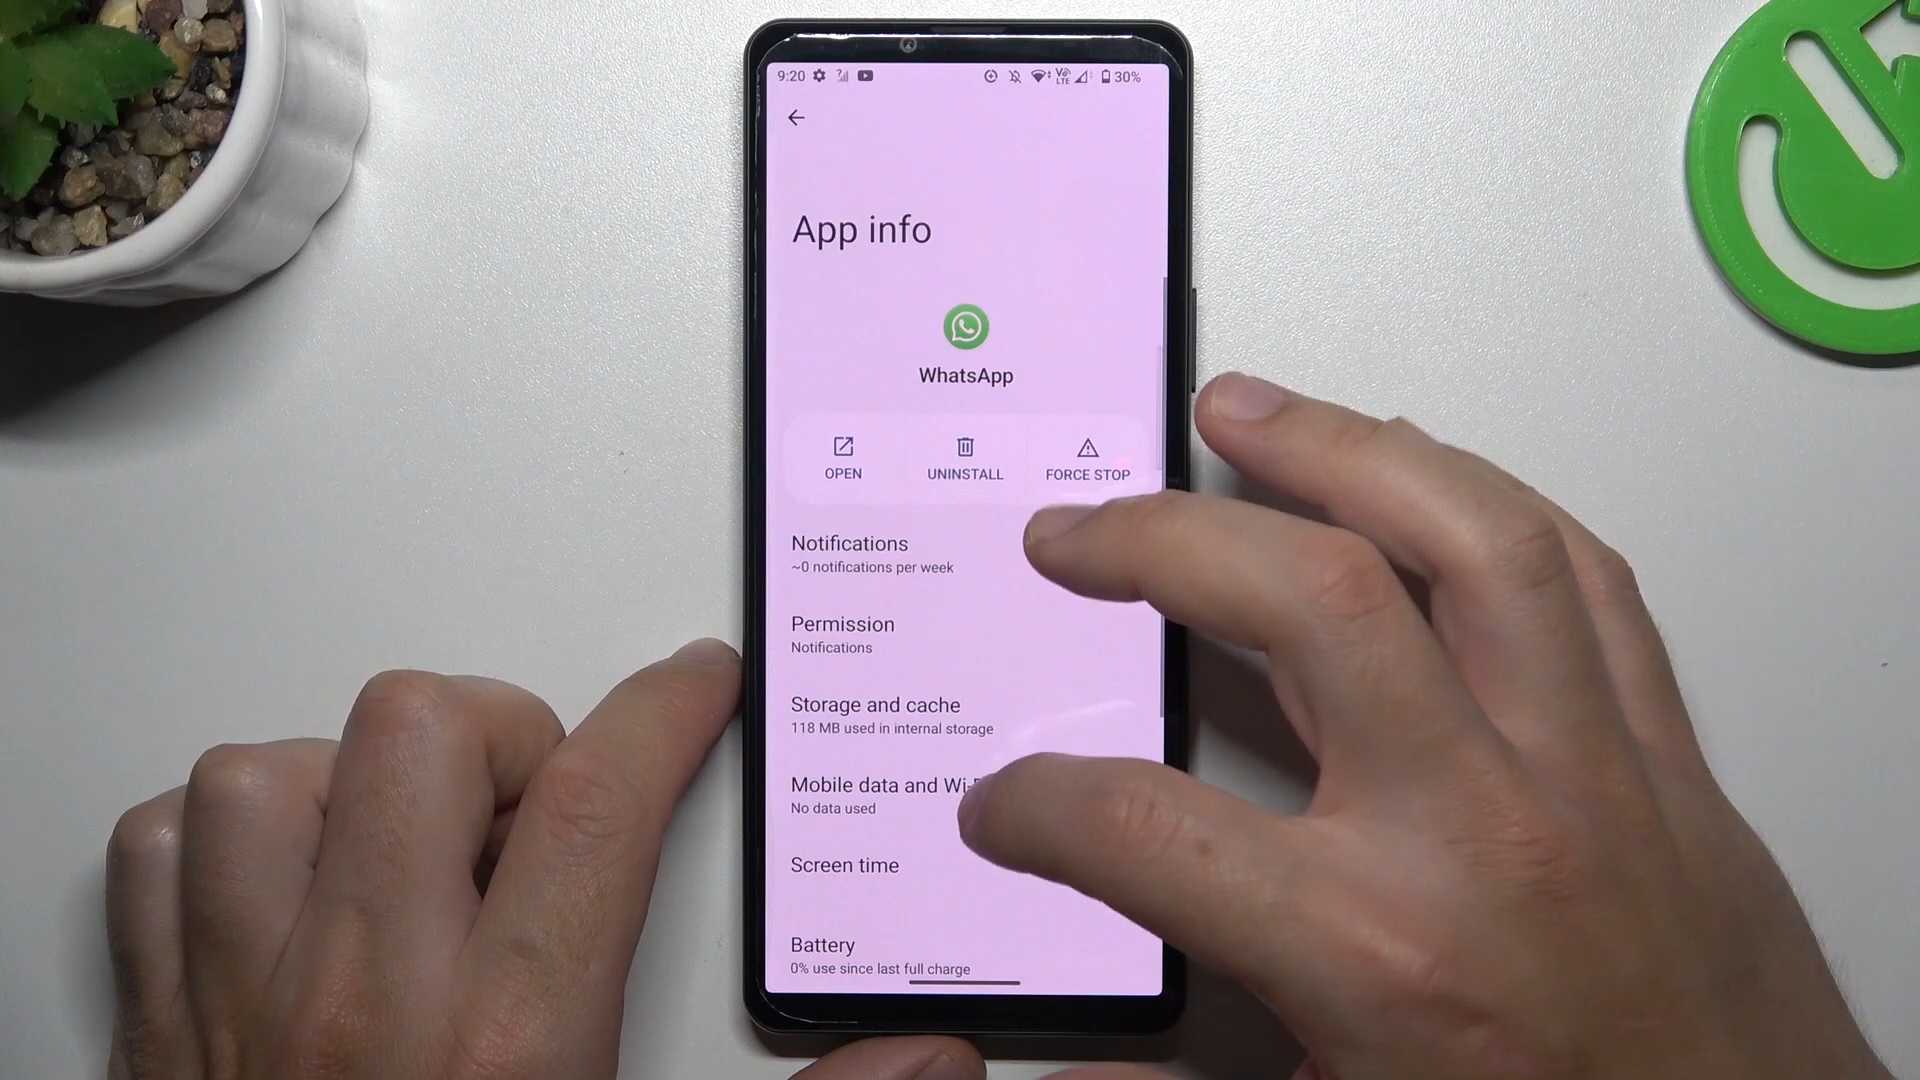 9:20 Vo LTE 30%
App info
WhatsApp
OPEN UNINSTALL FORCE STOP
Notifications
~0 notifications per week
Permission
Notifications
Storage and cache
118 MB used in internal storage
Mobile data and Wi-F
No data used
Screen time
Battery
0% use since last full charge